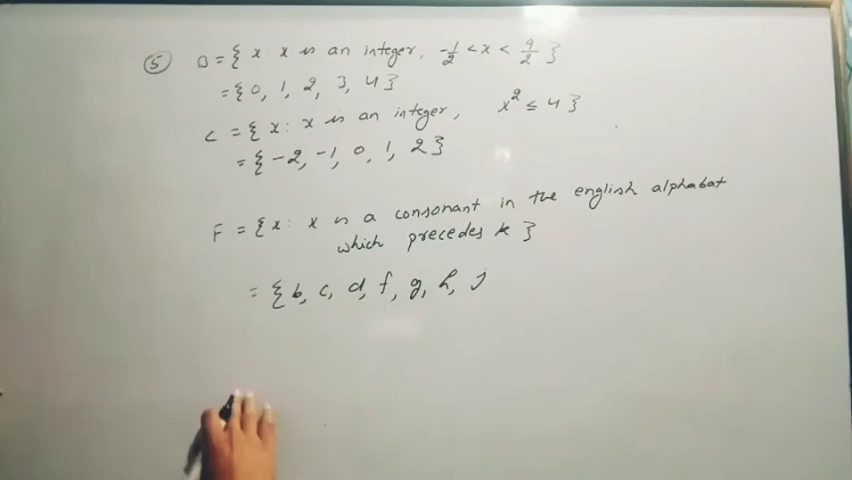 ⑤ B = { x : x is an integer, -1/2 < x < 9/2 }
= { 0, 1, 2, 3, 4 }
C = { x : x is an integer, x² ≤ 4 }
= { -2, -1, 0, 1, 2 }
F = { x : x is a consonant in the english alphabat
which precedes k }
= { b, c, d, f, g, h, j